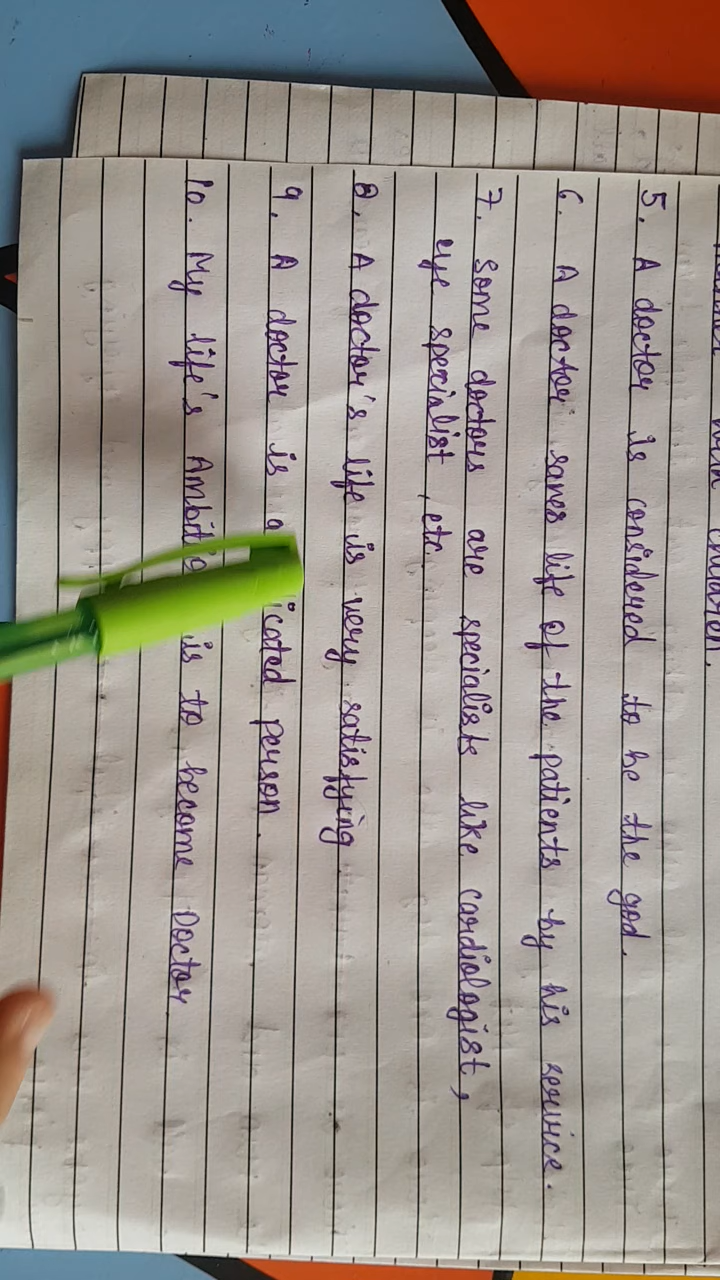 children.
5. A doctor is considered to be the god.
6. A doctor saves life of the patients by his service.
7. some doctors are specialists like cardiologist,
eye specialist, etc.
8. A doctor's life is very satisfying
9. A doctor is a person.
10. My life's is to become Doctor